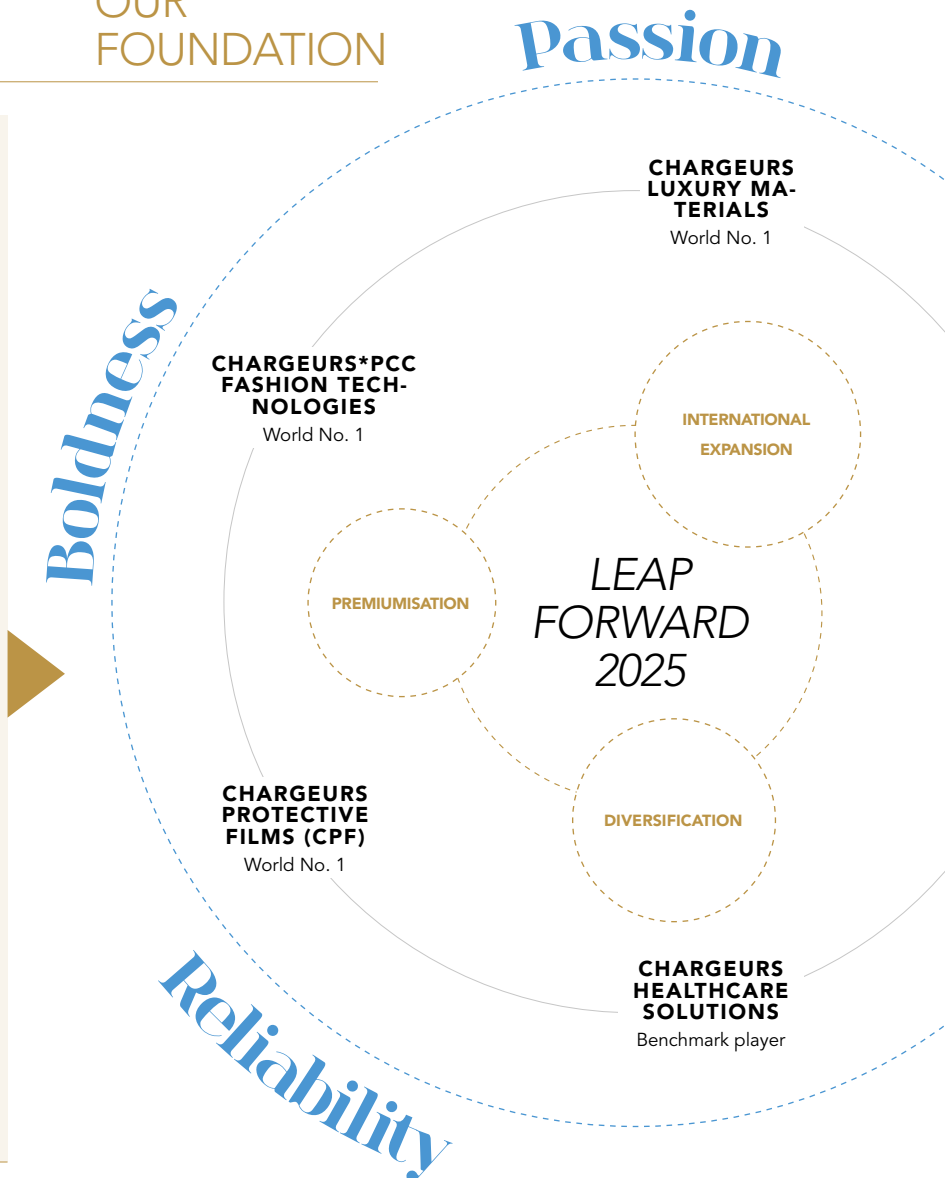 OUR
FOUNDATION
Passion
CHARGEURS
LUXURY MA-
TERIALS
World No. 1
Boldness
CHARGEURS*PCC
FASHION TECH-
NOLOGIES
World No. 1
INTERNATIONAL
EXPANSION
LEAP
FORWARD
2025
PREMIUMISATION
CHARGEURS
PROTECTIVE
FILMS (CPF)
World No. 1
DIVERSIFICATION
Reliability
CHARGEURS
HEALTHCARE
SOLUTIONS
Benchmark player